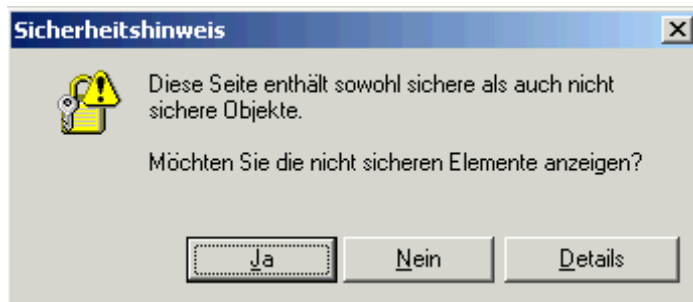 Sicherheitshinweis
Diese Seite enthält sowohl sichere als auch nicht
sichere Objekte.
Möchten Sie die nicht sicheren Elemente anzeigen?
Ja Nein Details